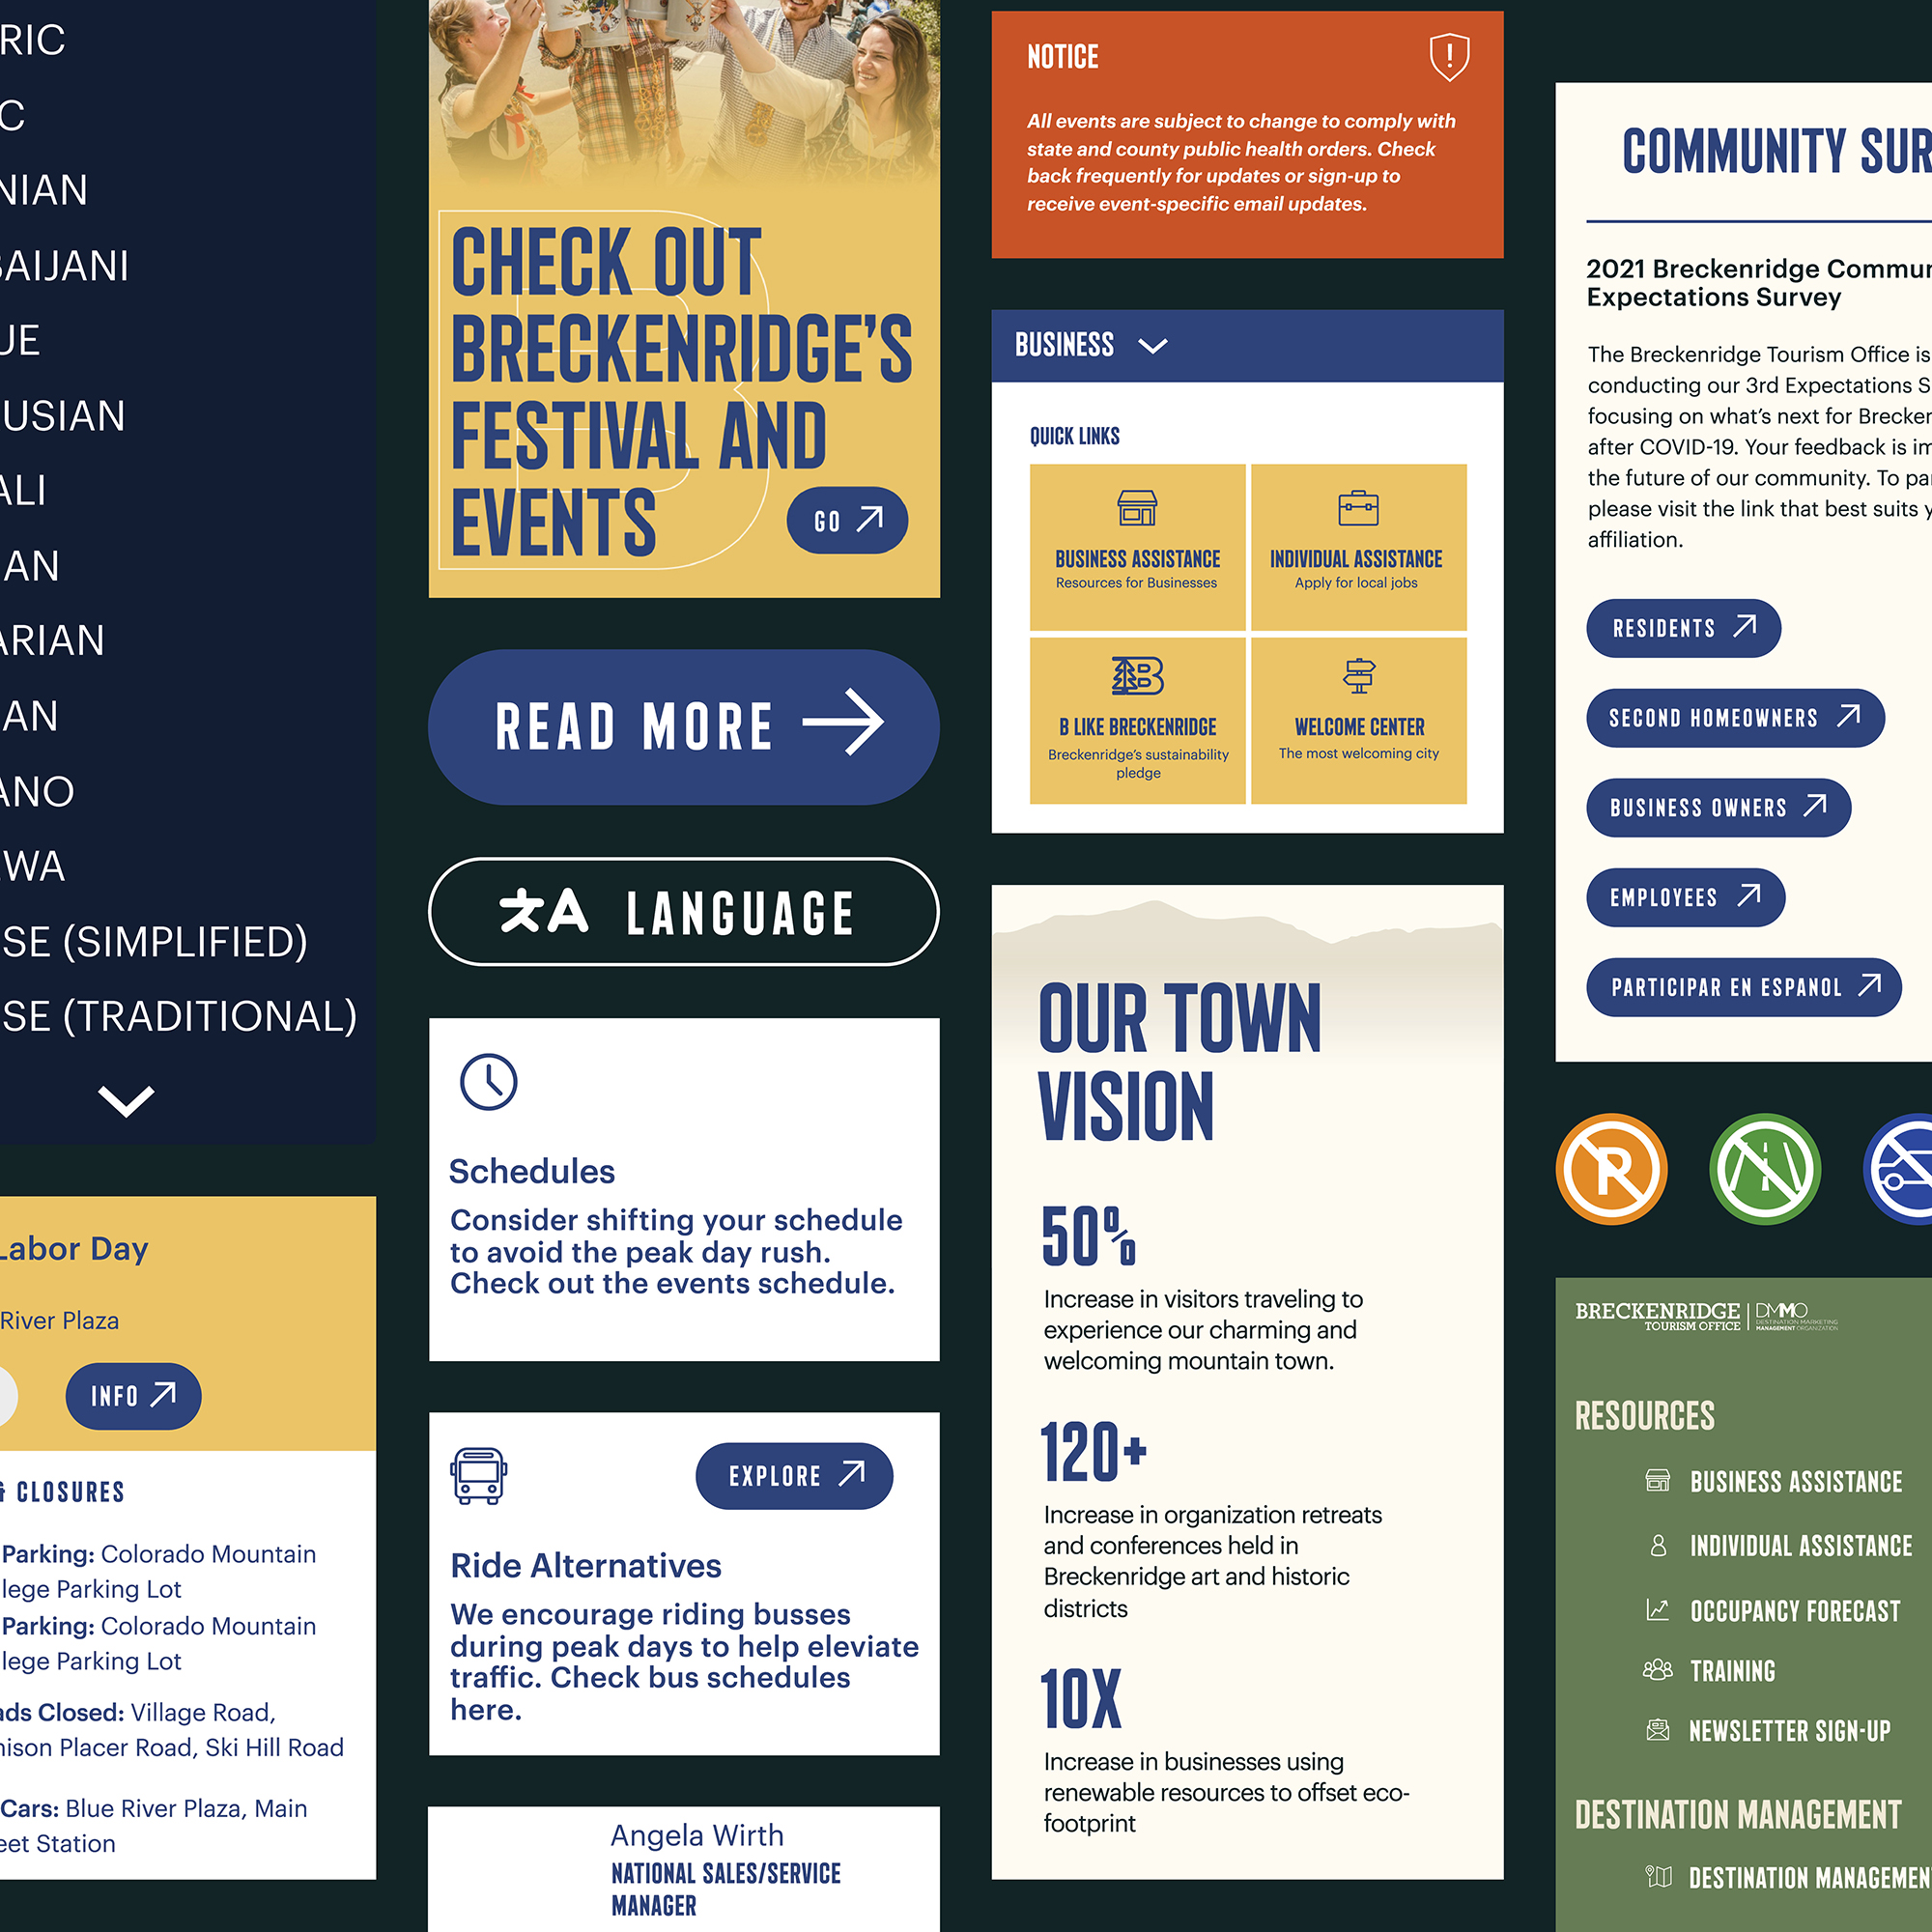 RIC
C
NIAN
BAIJANI
UE
USIAN
ALI
AN
ARIAN
AN
ANO
WA
SE (SIMPLIFIED)
SE (TRADITIONAL)
Labor Day
River Plaza
INFO
& CLOSURES
Parking: Colorado Mountain
lege Parking Lot
Parking: Colorado Mountain
lege Parking Lot
ads Closed: Village Road,
nison Placer Road, Ski Hill Road
Cars: Blue River Plaza, Main
eet Station
CHECK OUT
BRECKENRIDGE'S
FESTIVAL AND
EVENTS
GO
READ MORE
文A LANGUAGE
Schedules
Consider shifting your schedule
to avoid the peak day rush.
Check out the events schedule.
EXPLORE
Ride Alternatives
We encourage riding busses
during peak days to help eleviate
traffic. Check bus schedules
here.
Angela Wirth
NATIONAL SALES/SERVICE
MANAGER
NOTICE
All events are subject to change to comply with
state and county public health orders. Check
back frequently for updates or sign-up to
receive event-specific email updates.
BUSINESS
QUICK LINKS
BUSINESS ASSISTANCE
Resources for Businesses
INDIVIDUAL ASSISTANCE
Apply for local jobs
B
B LIKE BRECKENRIDGE
Breckenridge's sustainability
pledge
WELCOME CENTER
The most welcoming city
OUR TOWN
VISION
50%
Increase in visitors traveling to
experience our charming and
welcoming mountain town.
120+
Increase in organization retreats
and conferences held in
Breckenridge art and historic
districts
10X
Increase in businesses using
renewable resources to offset eco-
footprint
COMMUNITY SUR
2021 Breckenridge Commun
Expectations Survey
The Breckenridge Tourism Office is
conducting our 3rd Expectations S
focusing on what's next for Brecken
after COVID-19. Your feedback is im
the future of our community. To par
please visit the link that best suits y
affiliation.
RESIDENTS
SECOND HOMEOWNERS
BUSINESS OWNERS
EMPLOYEES
PARTICIPAR EN ESPANOL
P
BRECKENRIDGE
TOURISM OFFICE
DMMO
DESTINATION MARKETING
MANAGEMENT ORGANIZATION
RESOURCES
BUSINESS ASSISTANCE
INDIVIDUAL ASSISTANCE
OCCUPANCY FORECAST
TRAINING
NEWSLETTER SIGN-UP
DESTINATION MANAGEMENT
DESTINATION MANAGEMEN